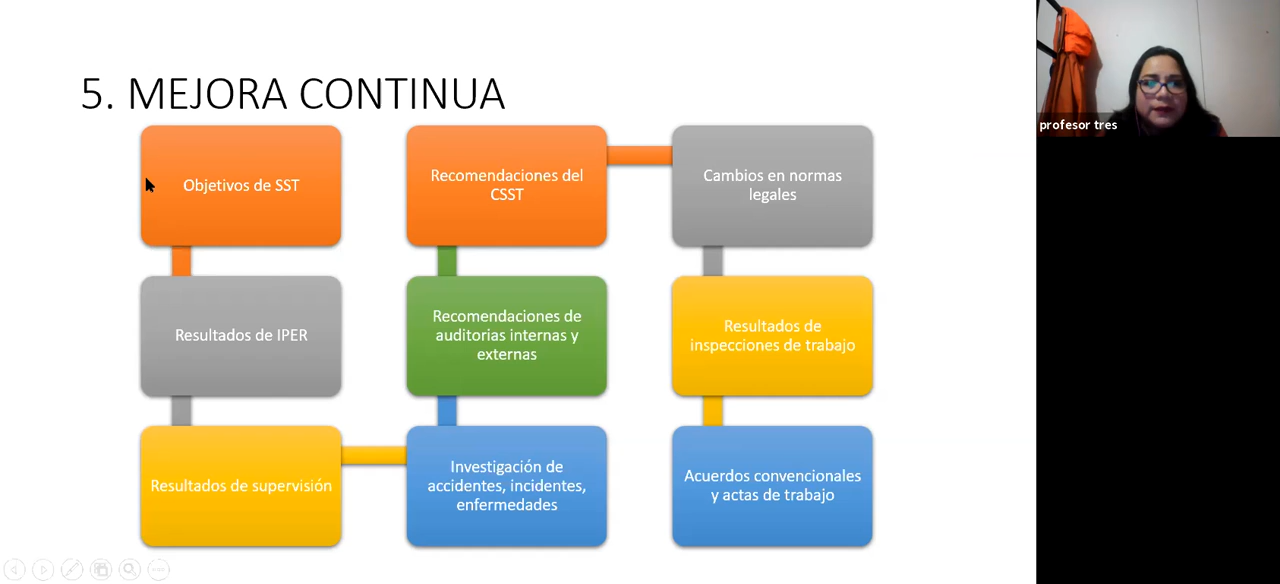 5. MEJORA CONTINUA
Objetivos de SST
Resultados de IPER
Resultados de supervisión
Investigación de
accidentes, incidentes,
enfermedades
Recomendaciones de
auditorias internas y
externas
Recomendaciones del
CSST
Cambios en normas
legales
Resultados de
inspecciones de trabajo
Acuerdos convencionales
y actas de trabajo
profesor tres